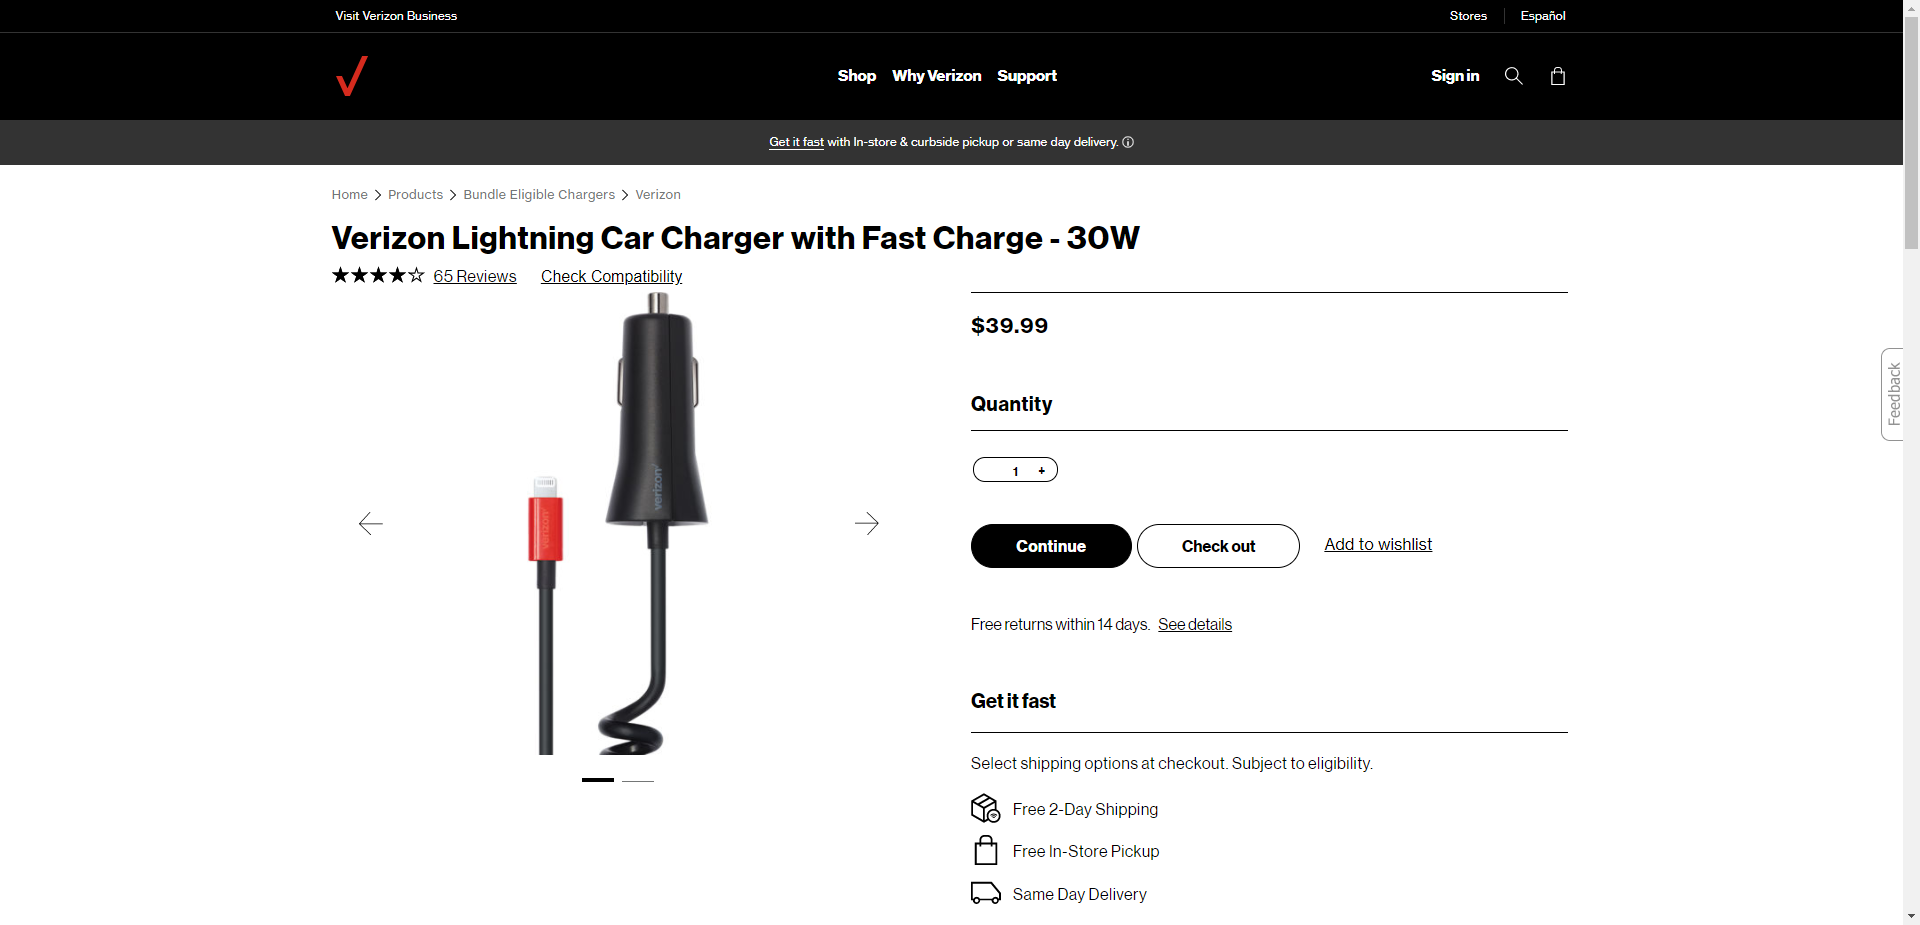 Visit Verizon Business
Stores
Español
Shop
Why Verizon
Support
Sign in
Get it fast with In-store & curbside pickup or same day delivery.
Home
Products
Bundle Eligible Chargers
Verizon
Verizon Lightning Car Charger with Fast Charge - 30W
65 Reviews
Check Compatibility
$39.99
Feedback
Quantity
1 +
verizon
verizon
Continue
Check out
Add to wishlist
Free returns within 14 days. See details
Get it fast
Select shipping options at checkout. Subject to eligibility.
Free 2-Day Shipping
Free In-Store Pickup
Same Day Delivery